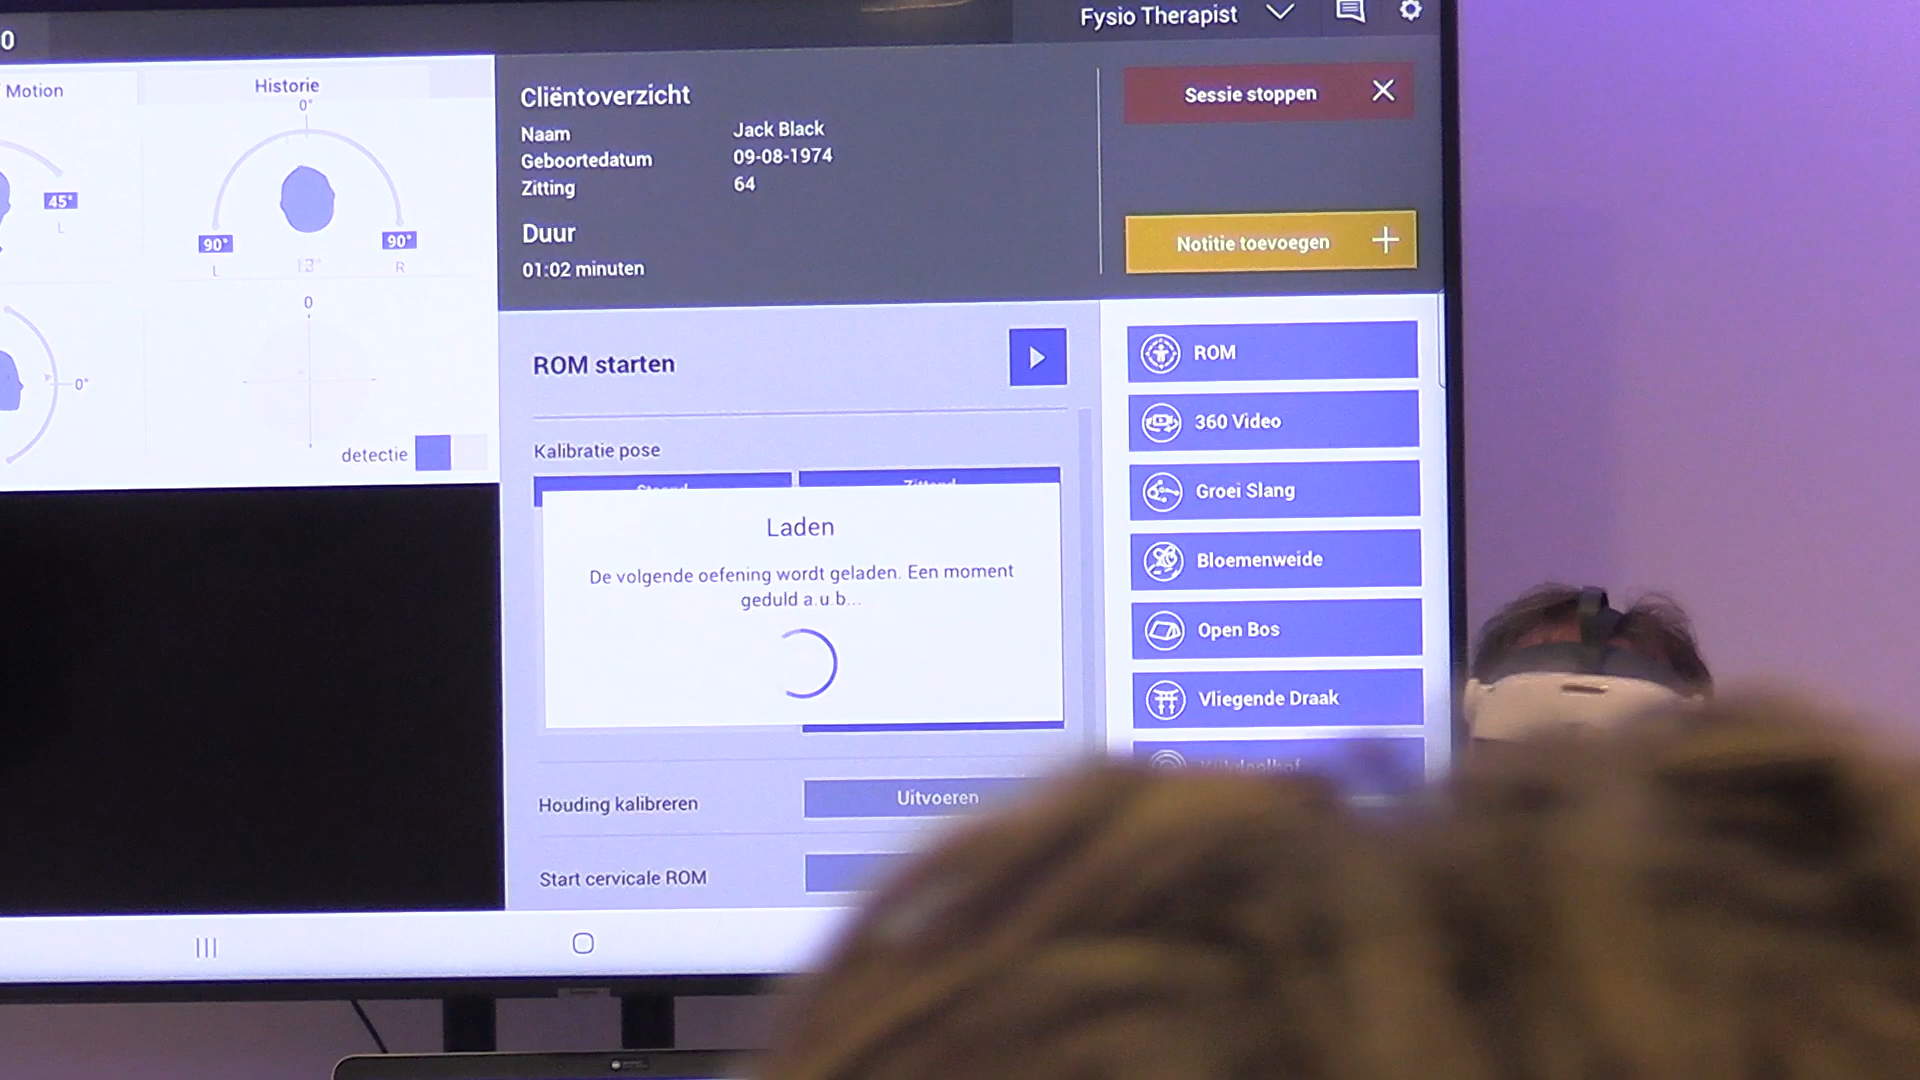 0
Fysio Therapist
Motion
Historie
0°
45°
L
90°
90°
L
13°
R
0
0°
detectie
Cliëntoverzicht
Naam
Jack Black
Geboortedatum
09-08-1974
Zitting
64
Duur
01:02 minuten
Sessie stoppen
Notitie toevoegen
ROM starten
Kalibratie pose
Staand
Zittend
Laden
De volgende oefening wordt geladen. Een moment
geduld a.u.b...
Houding kalibreren
Uitvoeren
Start cervicale ROM
ROM
360 Video
Groei Slang
Bloemenweide
Open Bos
Vliegende Draak